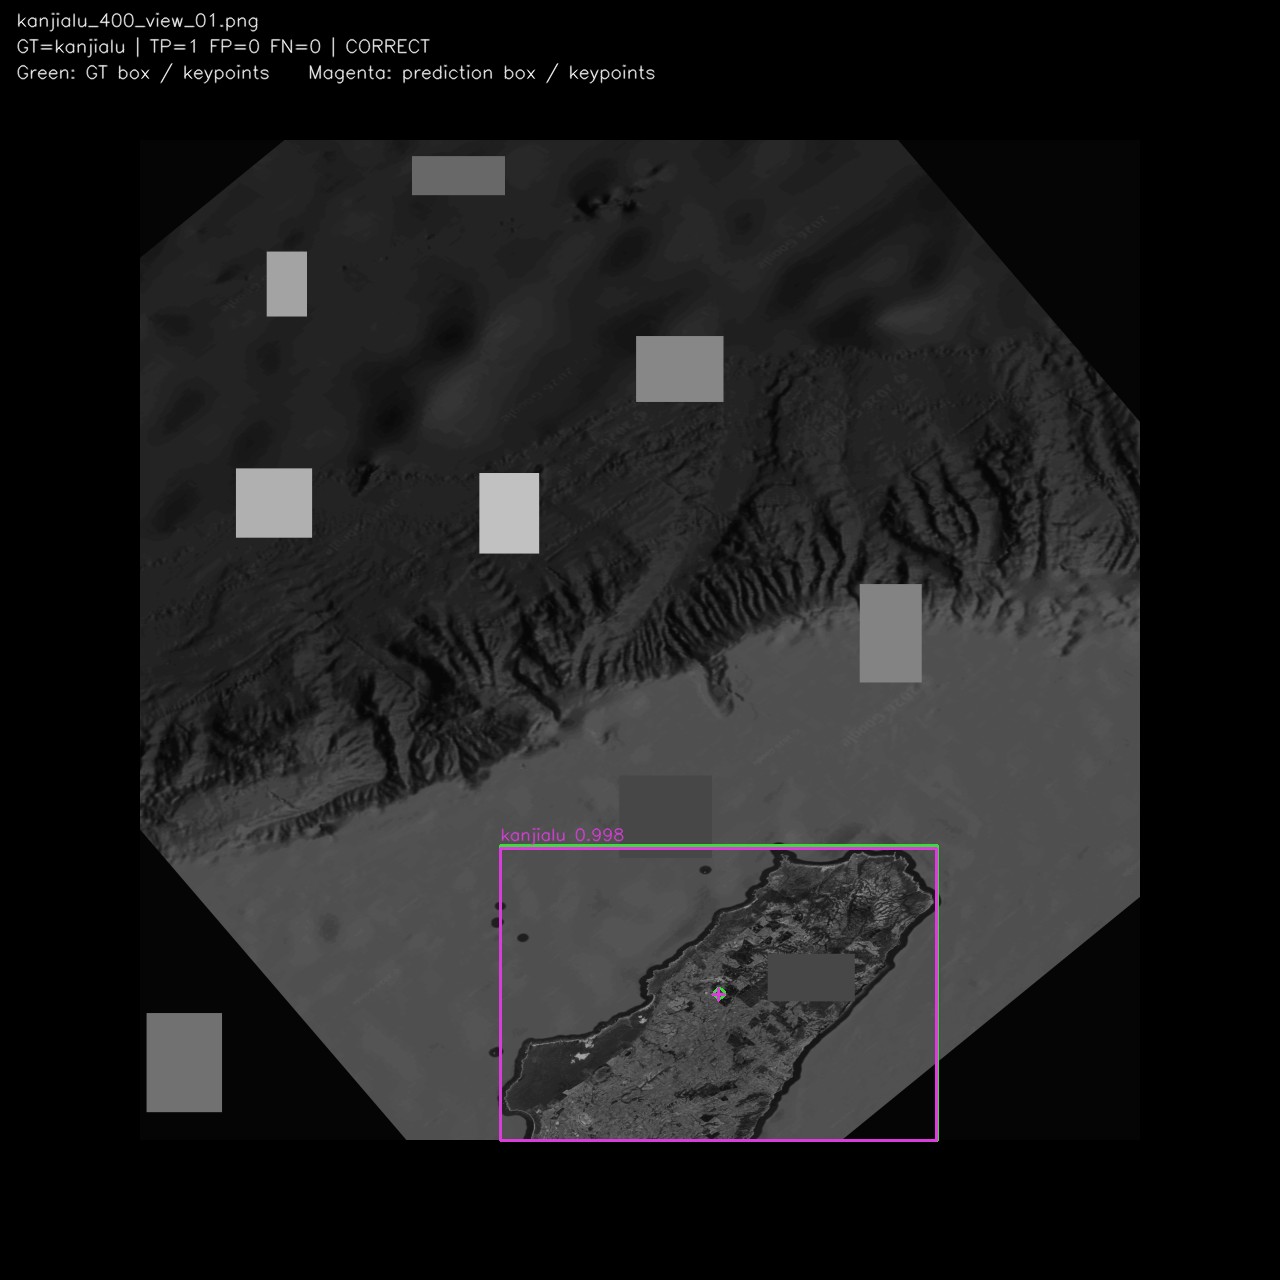 kanjialu_400_view_01.png
GT=kanjialu | TP=1 FP=0 FN=0 | CORRECT
Green: GT box / keypoints Magenta: prediction box / keypoints
kanjialu 0.998